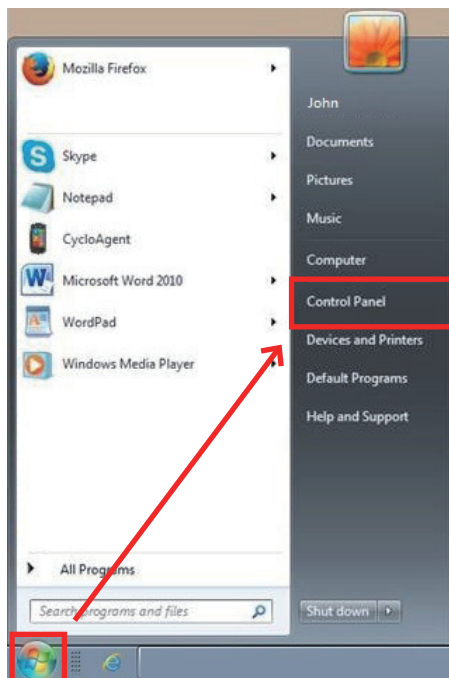 Mozilla Firefox
Skype
Notepad
CycloAgent
Microsoft Word 2010
WordPad
Windows Media Player
All Programs
Search programs and files
John
Documents
Pictures
Music
Computer
Control Panel
Devices and Printers
Default Programs
Help and Support
Shut down